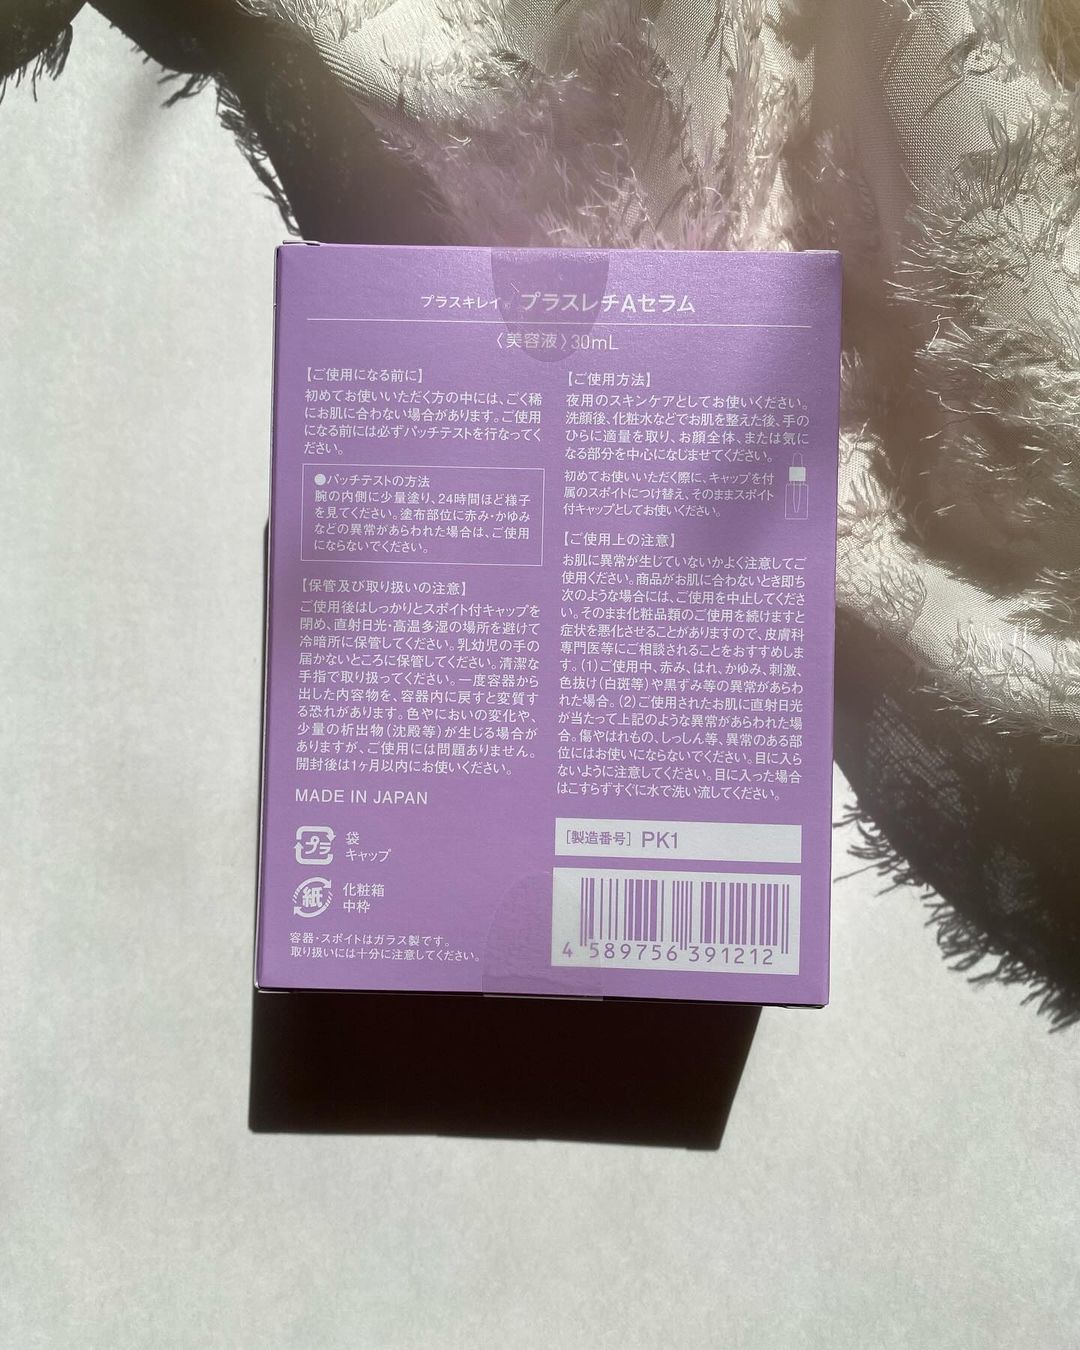 プラスキレイ® プラスレチAセラム
〈美容液〉30mL
【ご使用になる前に】
初めてお使いいただく方の中には、ごく稀
にお肌に合わない場合があります。ご使用
になる前には必ずパッチテストを行なってく
ださい。
●パッチテストの方法
腕の内側に少量塗り、24時間ほど様子
を見てください。塗布部位に赤み・かゆみ
などの異常があらわれた場合は、ご使用
にならないでください。
【保管及び取り扱いの注意】
ご使用後はしっかりとスポイト付キャップを
閉め、直射日光・高温多湿の場所を避けて
冷暗所に保管してください。乳幼児の手の
届かないところに保管してください。清潔な
手指で取り扱ってください。一度容器から
出した内容物を、容器内に戻すと変質す
る恐れがあります。色やにおいの変化や、
少量の析出物（沈殿等）が生じる場合が
ありますが、ご使用には問題ありません。
開封後は1ヶ月以内にお使いください。
MADE IN JAPAN
プラ
袋
キャップ
紙
化粧箱
中枠
容器・スポイトはガラス製です。
取り扱いには十分に注意してください。
【ご使用方法】
夜用のスキンケアとしてお使いください。
洗顔後、化粧水などでお肌を整えた後、手の
ひらに適量を取り、お顔全体、または気に
なる部分を中心になじませてください。
初めてお使いいただく際に、キャップを付
属のスポイトにつけ替え、そのままスポイト
付キャップとしてお使いください。
【ご使用上の注意】
お肌に異常が生じていないかよく注意してご
使用ください。商品がお肌に合わないとき即ち
次のような場合には、ご使用を中止してくださ
い。そのまま化粧品類のご使用を続けますと
症状を悪化させることがありますので、皮膚科
専門医等にご相談されることをおすすめしま
す。（1）ご使用中、赤み、はれ、かゆみ、刺激、
色抜け（白斑等）や黒ずみ等の異常があらわ
れた場合。（2）ご使用されたお肌に直射日光
が当たって上記のような異常があらわれた場
合。傷やはれもの、しっしん等、異常のある部
位にはお使いにならないでください。目に入ら
ないように注意してください。目に入った場合
はこすらずすぐに水で洗い流してください。
［製造番号］ PK1
4 589756 391212